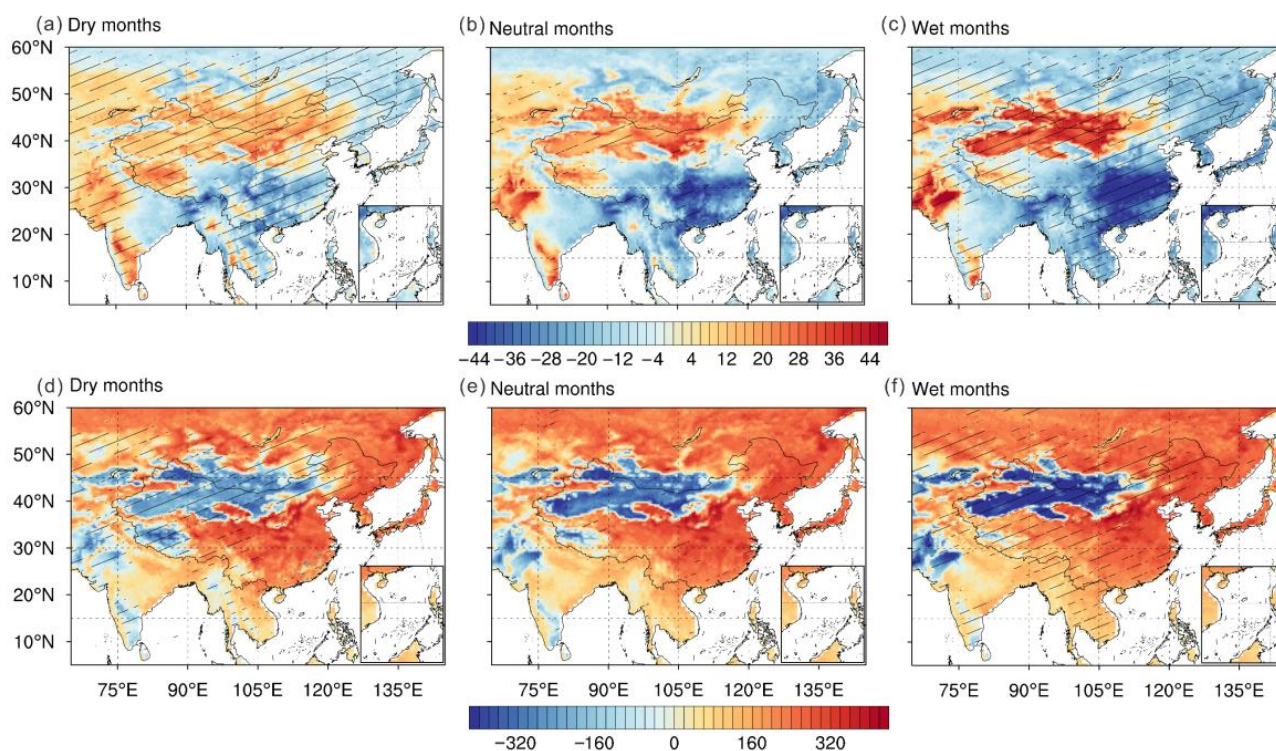 (a) Dry months
(b) Neutral months
(c) Wet months
60°N
50°N
40°N
30°N
20°N
10°N
−44 −36 −28 −20 −12 −4 4 12 20 28 36 44
(d) Dry months
(e) Neutral months
(f) Wet months
60°N
50°N
40°N
30°N
20°N
10°N
75°E 90°E 105°E 120°E 135°E
75°E 90°E 105°E 120°E 135°E
75°E 90°E 105°E 120°E 135°E
−320 −160 0 160 320